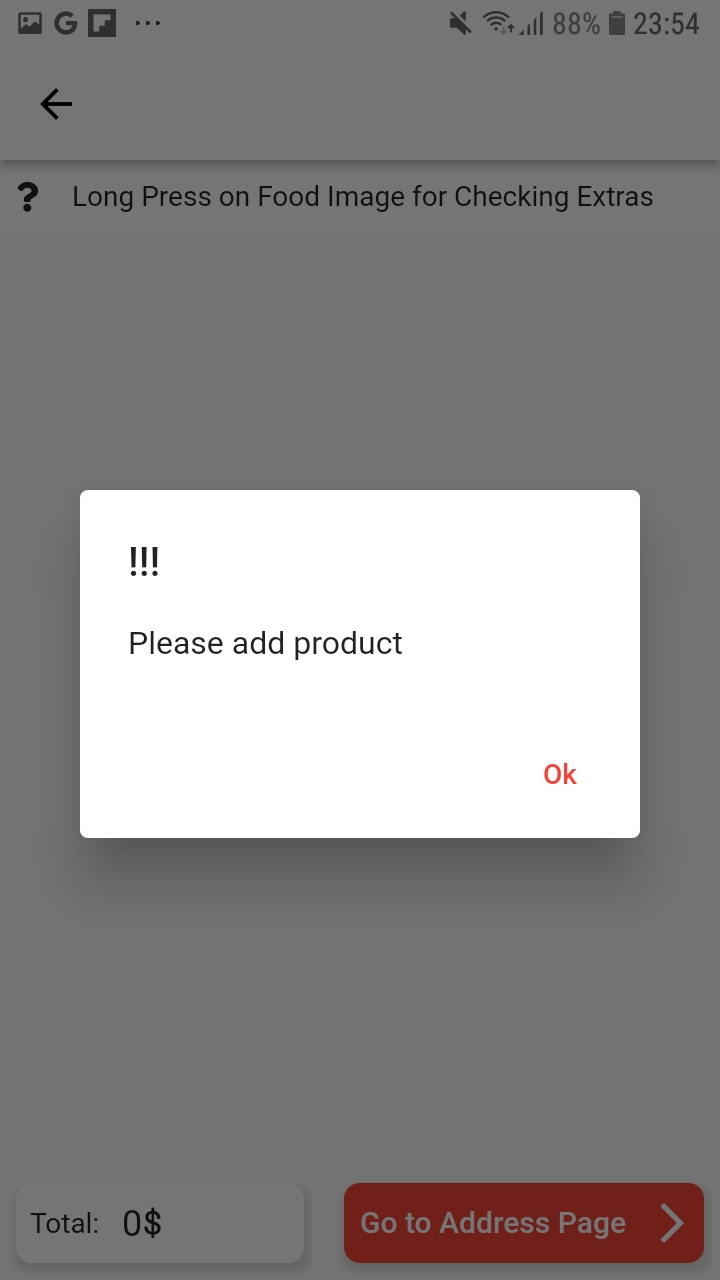 88% 23:54
? Long Press on Food Image for Checking Extras
!!!
Please add product
Ok
Total: 0$
Go to Address Page